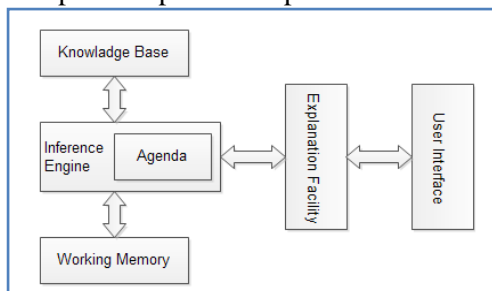 Knowladge Base
Inference
Engine
Agenda
Explanation
Facility
User Interface
Working Memory